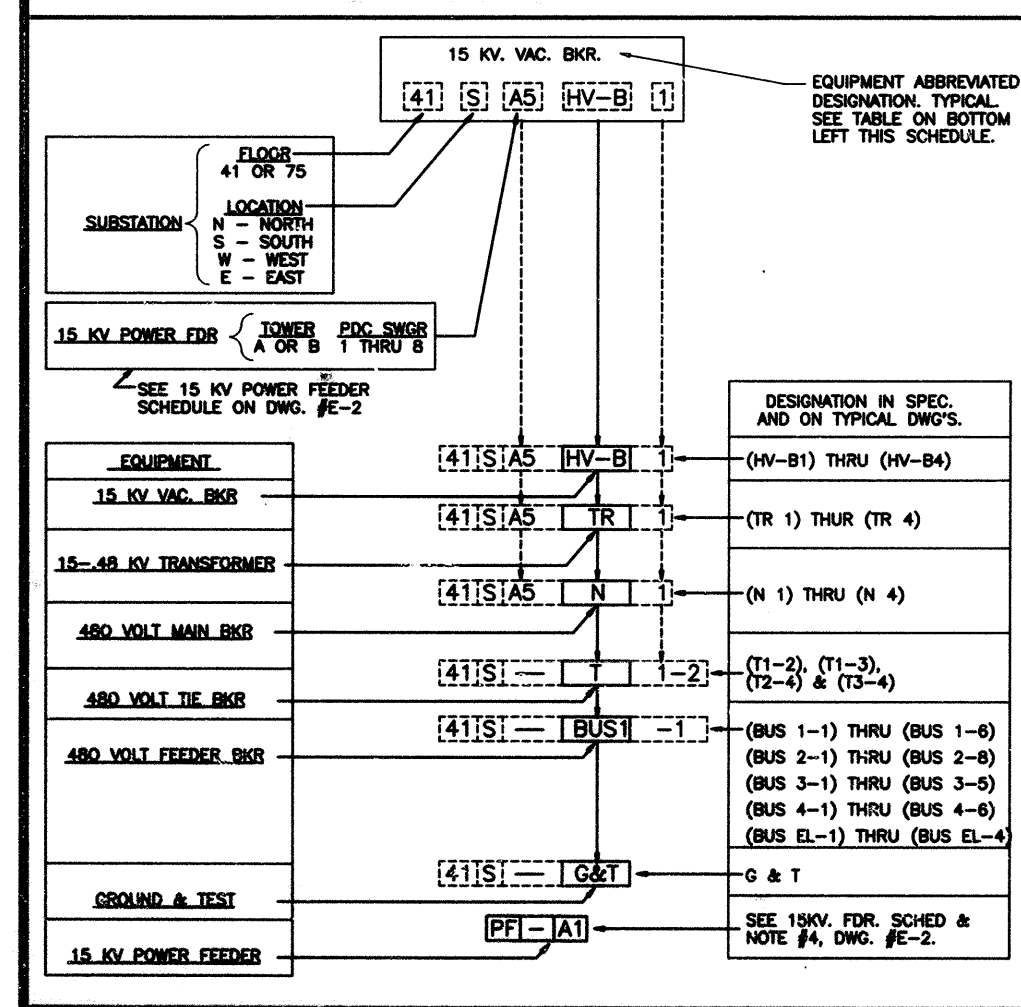 15 KV. VAC. BKR.
41 S A5 HV-B 1
EQUIPMENT ABBREVIATED
DESIGNATION. TYPICAL.
SEE TABLE ON BOTTOM
LEFT THIS SCHEDULE.
SUBSTATION
FLOOR
41 OR 75
LOCATION
N - NORTH
S - SOUTH
W - WEST
E - EAST
15 KV POWER FDR
TOWER PDC SWGR
A OR B 1 THRU 8
SEE 15 KV POWER FEEDER
SCHEDULE ON DWG. #E-2
DESIGNATION IN SPEC.
AND ON TYPICAL DWG'S.
EQUIPMENT
15 KV VAC. BKR
41 S A5 HV-B 1
(HV-B1) THRU (HV-B4)
15-.48 KV TRANSFORMER
41 S A5 TR 1
(TR 1) THUR (TR 4)
480 VOLT MAIN BKR
41 S A5 N 1
(N 1) THRU (N 4)
480 VOLT TIE BKR
41 S — T 1-2
(T1-2), (T1-3),
(T2-4) & (T3-4)
480 VOLT FEEDER BKR
41 S — BUS1 -1
(BUS 1-1) THRU (BUS 1-6)
(BUS 2-1) THRU (BUS 2-8)
(BUS 3-1) THRU (BUS 3-5)
(BUS 4-1) THRU (BUS 4-6)
(BUS EL-1) THRU (BUS EL-4)
GROUND & TEST
41 S — G&T
G & T
15 KV POWER FEEDER
PF - A1
SEE 15KV. FDR. SCHED &
NOTE #4, DWG. #E-2.